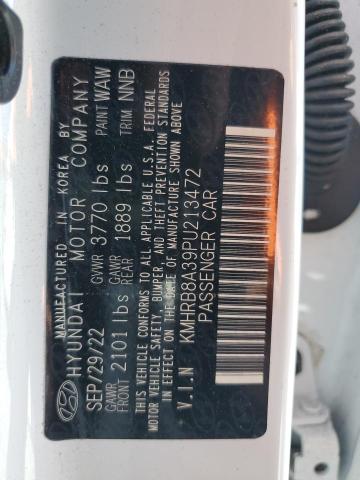 MANUFACTURED IN KOREA BY
HYUNDAI MOTOR COMPANY
SEP/29/22 GVWR 3770 lbs PAINT WAW
GAWR FRONT 2101 lbs GAWR REAR 1889 lbs TRIM NNB
THIS VEHICLE CONFORMS TO ALL APPLICABLE U.S.A. FEDERAL
MOTOR VEHICLE SAFETY, BUMPER, AND THEFT PREVENTION STANDARDS
IN EFFECT ON THE DATE OF MANUFACTURE SHOWN ABOVE
V.I.N KMHRB8A39PU213472
PASSENGER CAR